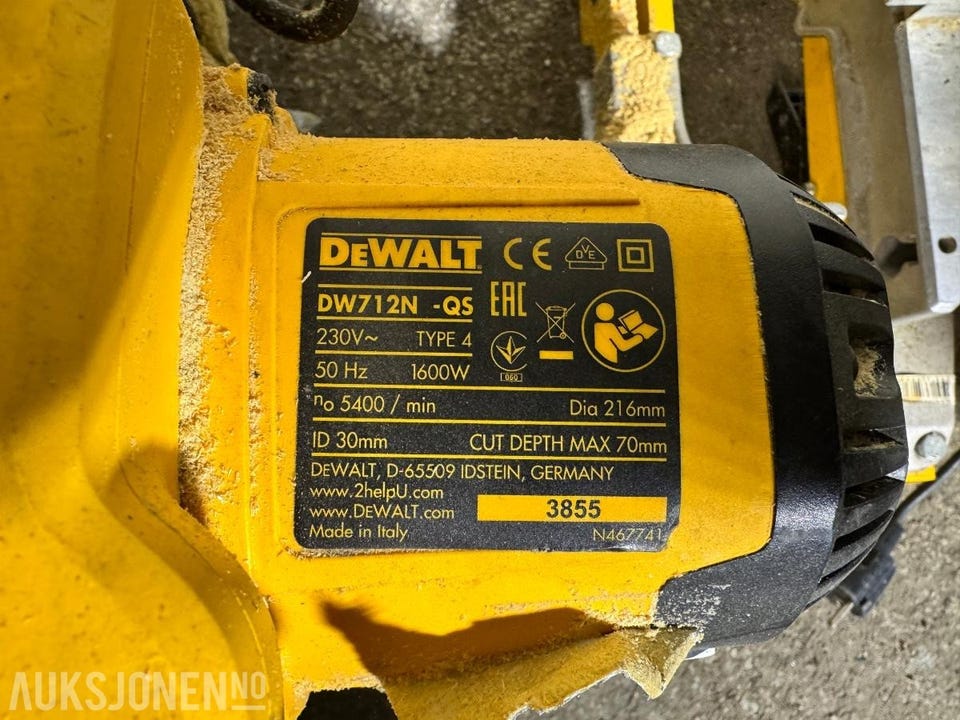 DEWALT CE DVE
DW712N -QS EAC
230V~ TYPE 4
50 Hz 1600W
060
no 5400 / min Dia 216mm
ID 30mm CUT DEPTH MAX 70mm
DEWALT, D-65509 IDSTEIN, GERMANY
www.2helpU.com
www.DEWALT.com 3855
Made in Italy N467741
AUKSJONEN NO